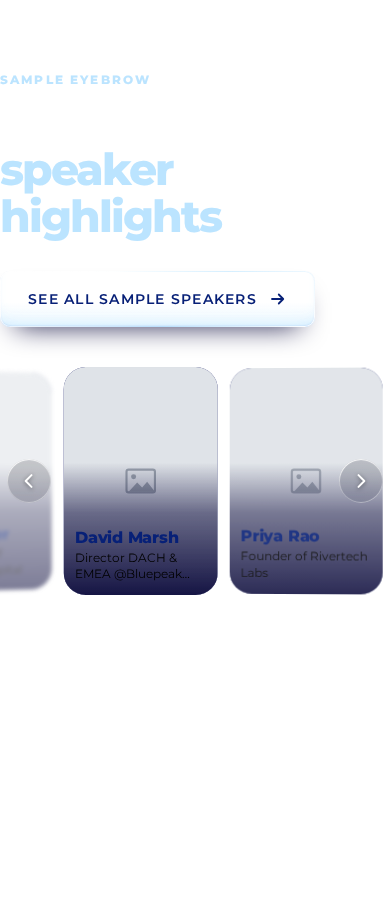 SAMPLE EYEBROW
speaker
highlights
SEE ALL SAMPLE SPEAKERS
David Marsh
Director DACH &
EMEA @Bluepeak...
Priya Rao
Founder of Rivertech
Labs